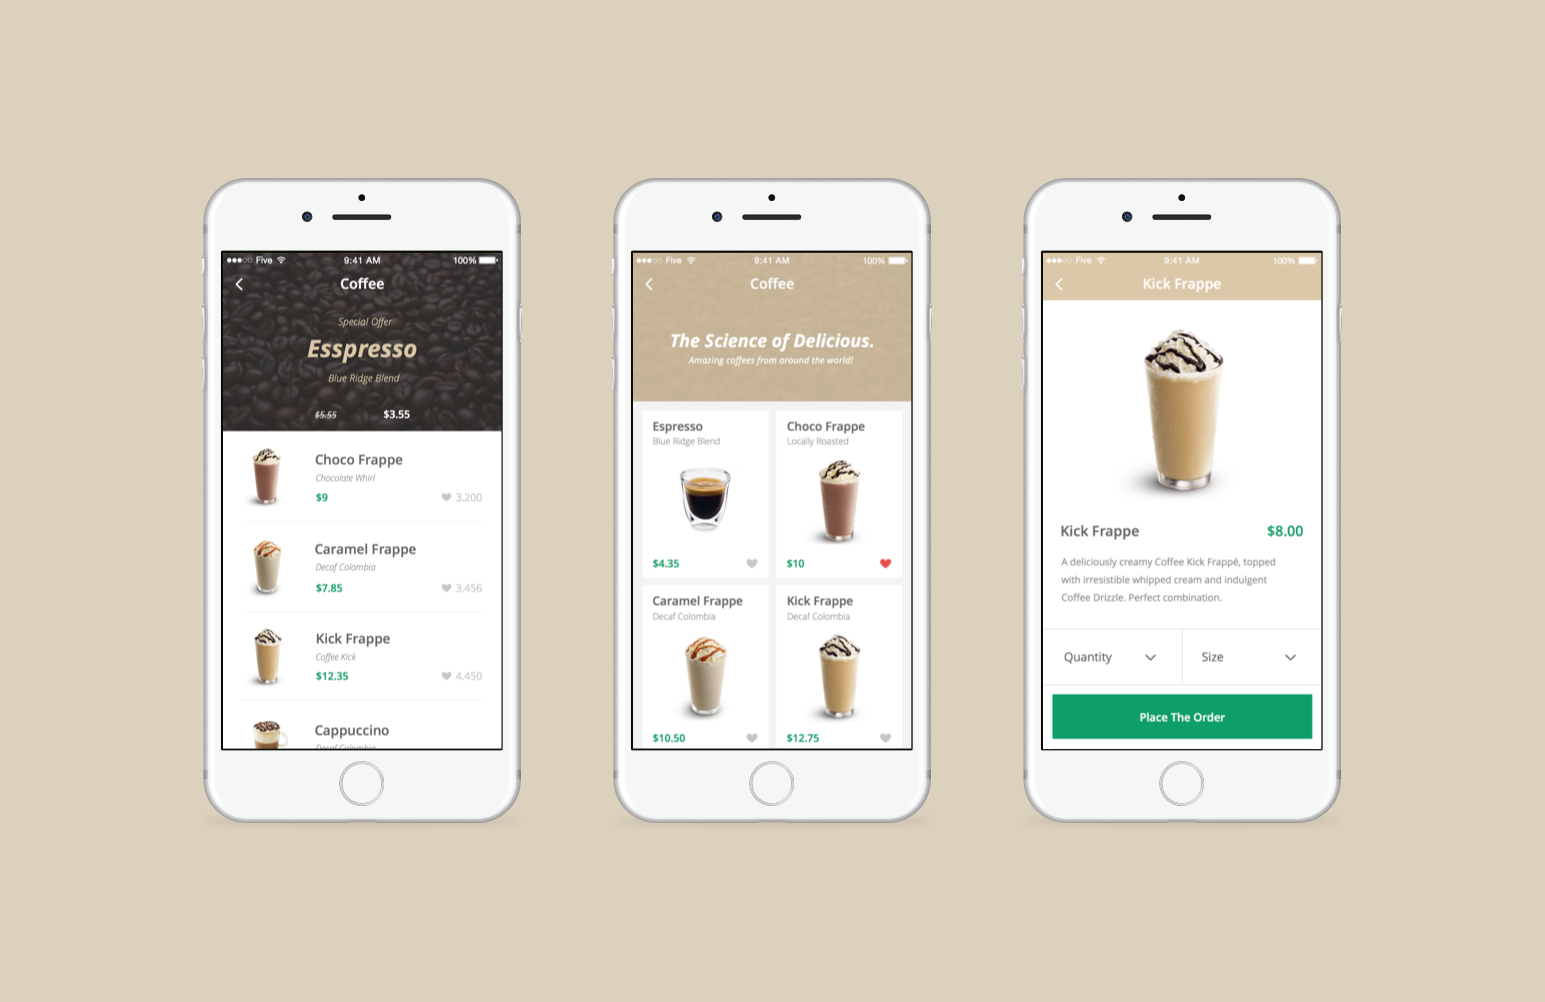 Five 9:41 AM 100%
Coffee
Special Offer
Esspresso
Blue Ridge Blend
$5.55 $3.55
Choco Frappe
Chocolate Whirl
$9 3.200
Caramel Frappe
Decaf Colombia
$7.85 3,456
Kick Frappe
Coffee Kick
$12.35 4,450
Cappuccino
Decaf Colombia
Five 9:41 AM 100%
Coffee
The Science of Delicious.
Amazing coffees from around the world!
Espresso
Blue Ridge Blend
$4.35
Choco Frappe
Locally Roasted
$10
Caramel Frappe
Decaf Colombia
$10.50
Kick Frappe
Decaf Colombia
$12.75
Five 9:41 AM 100%
Kick Frappe
Kick Frappe $8.00
A deliciously creamy Coffee Kick Frappé, topped
with irresistible whipped cream and indulgent
Coffee Drizzle. Perfect combination.
Quantity Size
Place The Order